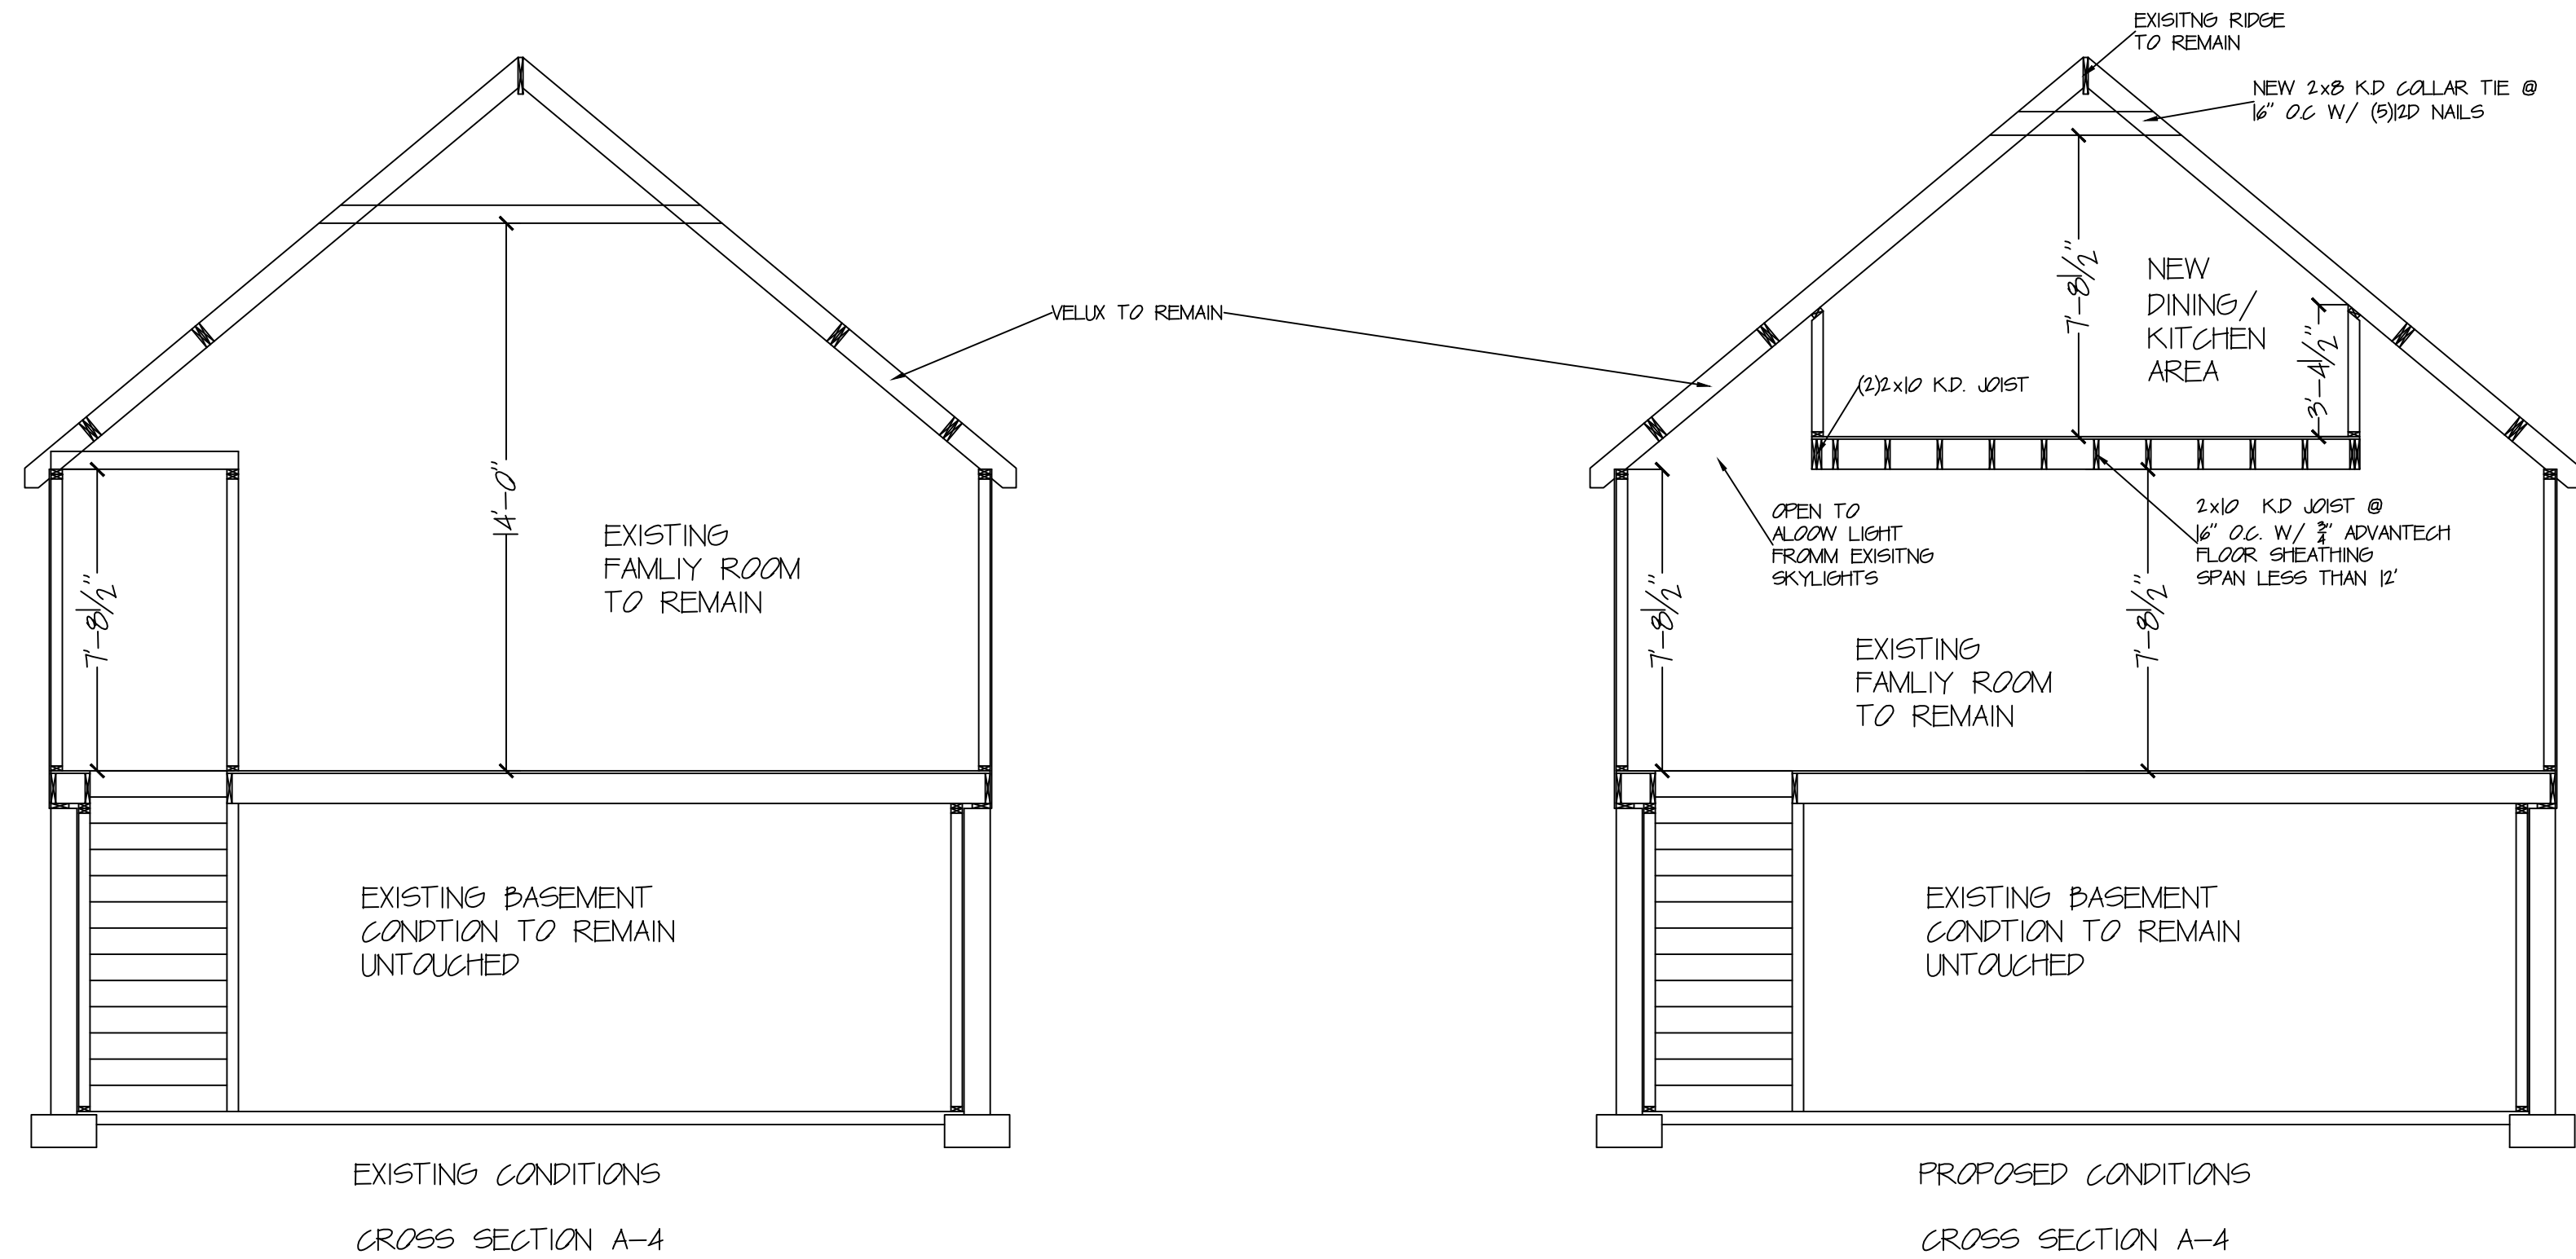 EXISITNG RIDGE
TO REMAIN
NEW 2x8 K.D COLLAR TIE @
16" O.C W/ (5)12D NAILS
VELUX TO REMAIN
14'-0"
7'-8 1/2"
EXISTING
FAMLIY ROOM
TO REMAIN
EXISTING BASEMENT
CONDTION TO REMAIN
UNTOUCHED
EXISTING CONDITIONS
CROSS SECTION A-4
7'-8 1/2"
NEW
DINING/
KITCHEN
AREA
3'-4 1/2"
(2)2x10 K.D. JOIST
OPEN TO
ALOOW LIGHT
FROMM EXISITNG
SKYLIGHTS
2x10 K.D JOIST @
16" O.C. W/ 3/4" ADVANTECH
FLOOR SHEATHING
SPAN LESS THAN 12'
7'-8 1/2"
7'-8 1/2"
EXISTING
FAMLIY ROOM
TO REMAIN
EXISTING BASEMENT
CONDTION TO REMAIN
UNTOUCHED
PROPOSED CONDITIONS
CROSS SECTION A-4